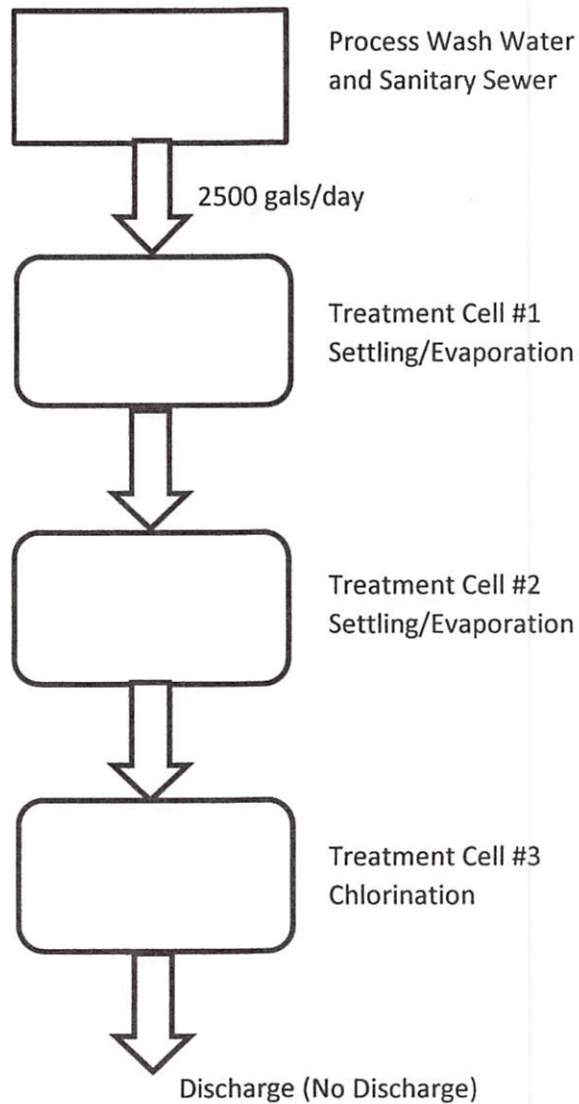 Process Wash Water
and Sanitary Sewer
2500 gals/day
Treatment Cell #1
Settling/Evaporation
Treatment Cell #2
Settling/Evaporation
Treatment Cell #3
Chlorination
Discharge (No Discharge)